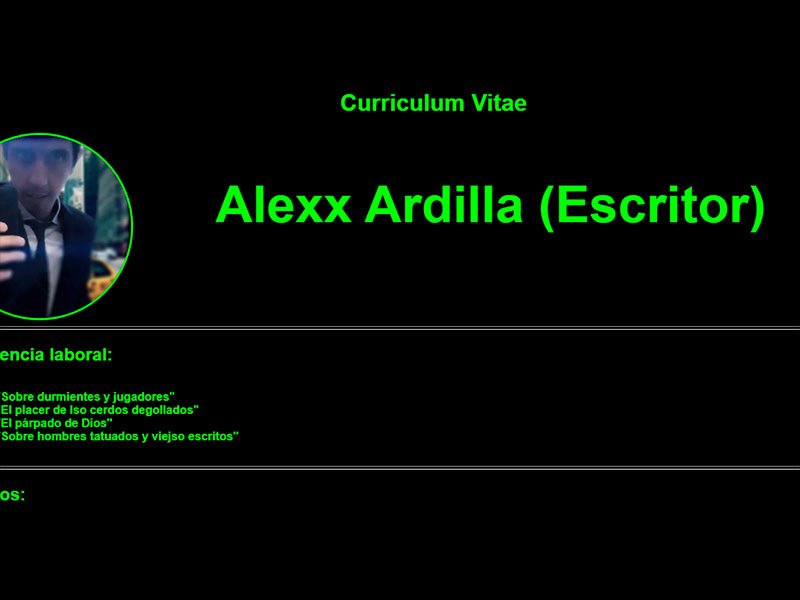 Curriculum Vitae
Alexx Ardilla (Escritor)
encia laboral:
"Sobre durmientes y jugadores"
El placer de lso cerdos degollados"
El párpado de Dios"
Sobre hombres tatuados y viejso escritos"
os: